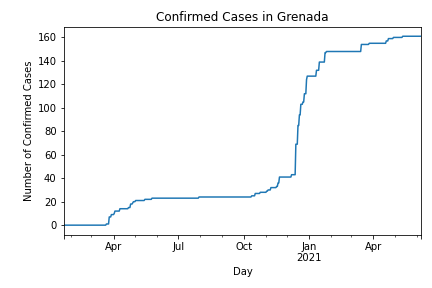 Confirmed Cases in Grenada
160
140
120
100
80
60
40
20
0
Number of Confirmed Cases
Apr Jul Oct Jan Apr
2021
Day